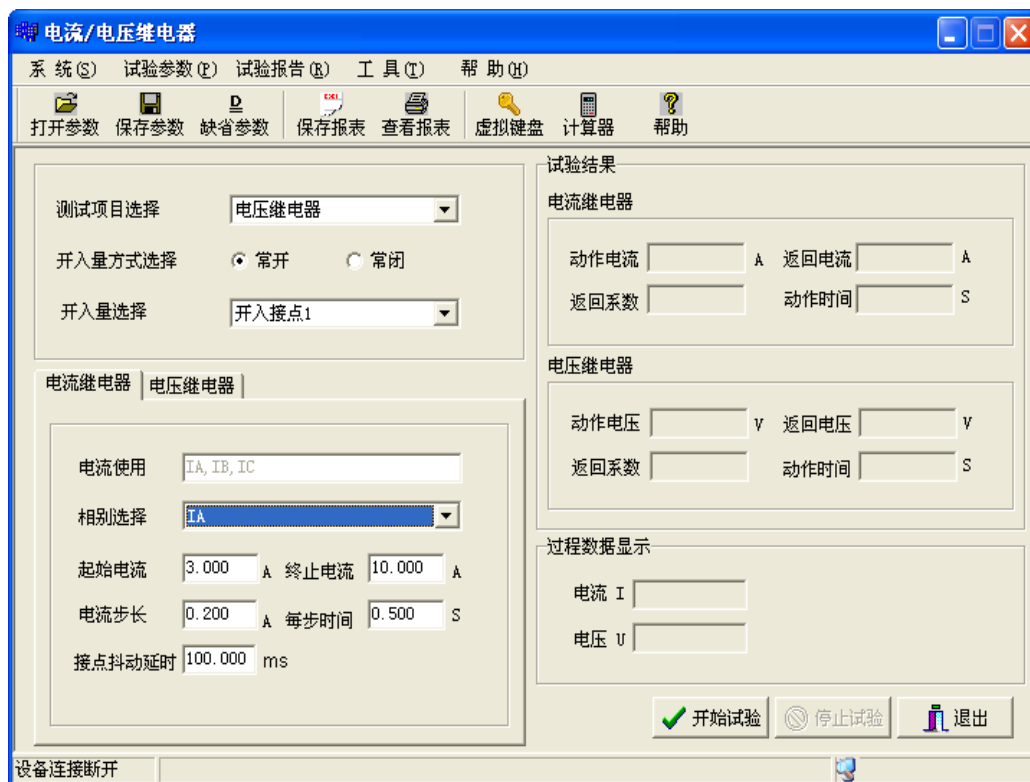 电流/电压继电器
系 统(S) 试验参数(P) 试验报告(R) 工 具(T) 帮 助(H)
D
打开参数 保存参数 缺省参数 保存报表 查看报表 虚拟键盘 计算器 帮助
测试项目选择 电压继电器
开入量方式选择 常开 常闭
开入量选择 开入接点1
电流继电器 电压继电器
电流使用 IA,IB,IC
相别选择 IA
起始电流 3.000 A 终止电流 10.000 A
电流步长 0.200 A 每步时间 0.500 S
接点抖动延时 100.000 ms
试验结果
电流继电器
动作电流 A 返回电流 A
返回系数 动作时间 S
电压继电器
动作电压 V 返回电压 V
返回系数 动作时间 S
过程数据显示
电流 I
电压 U
开始试验 停止试验 退出
设备连接断开